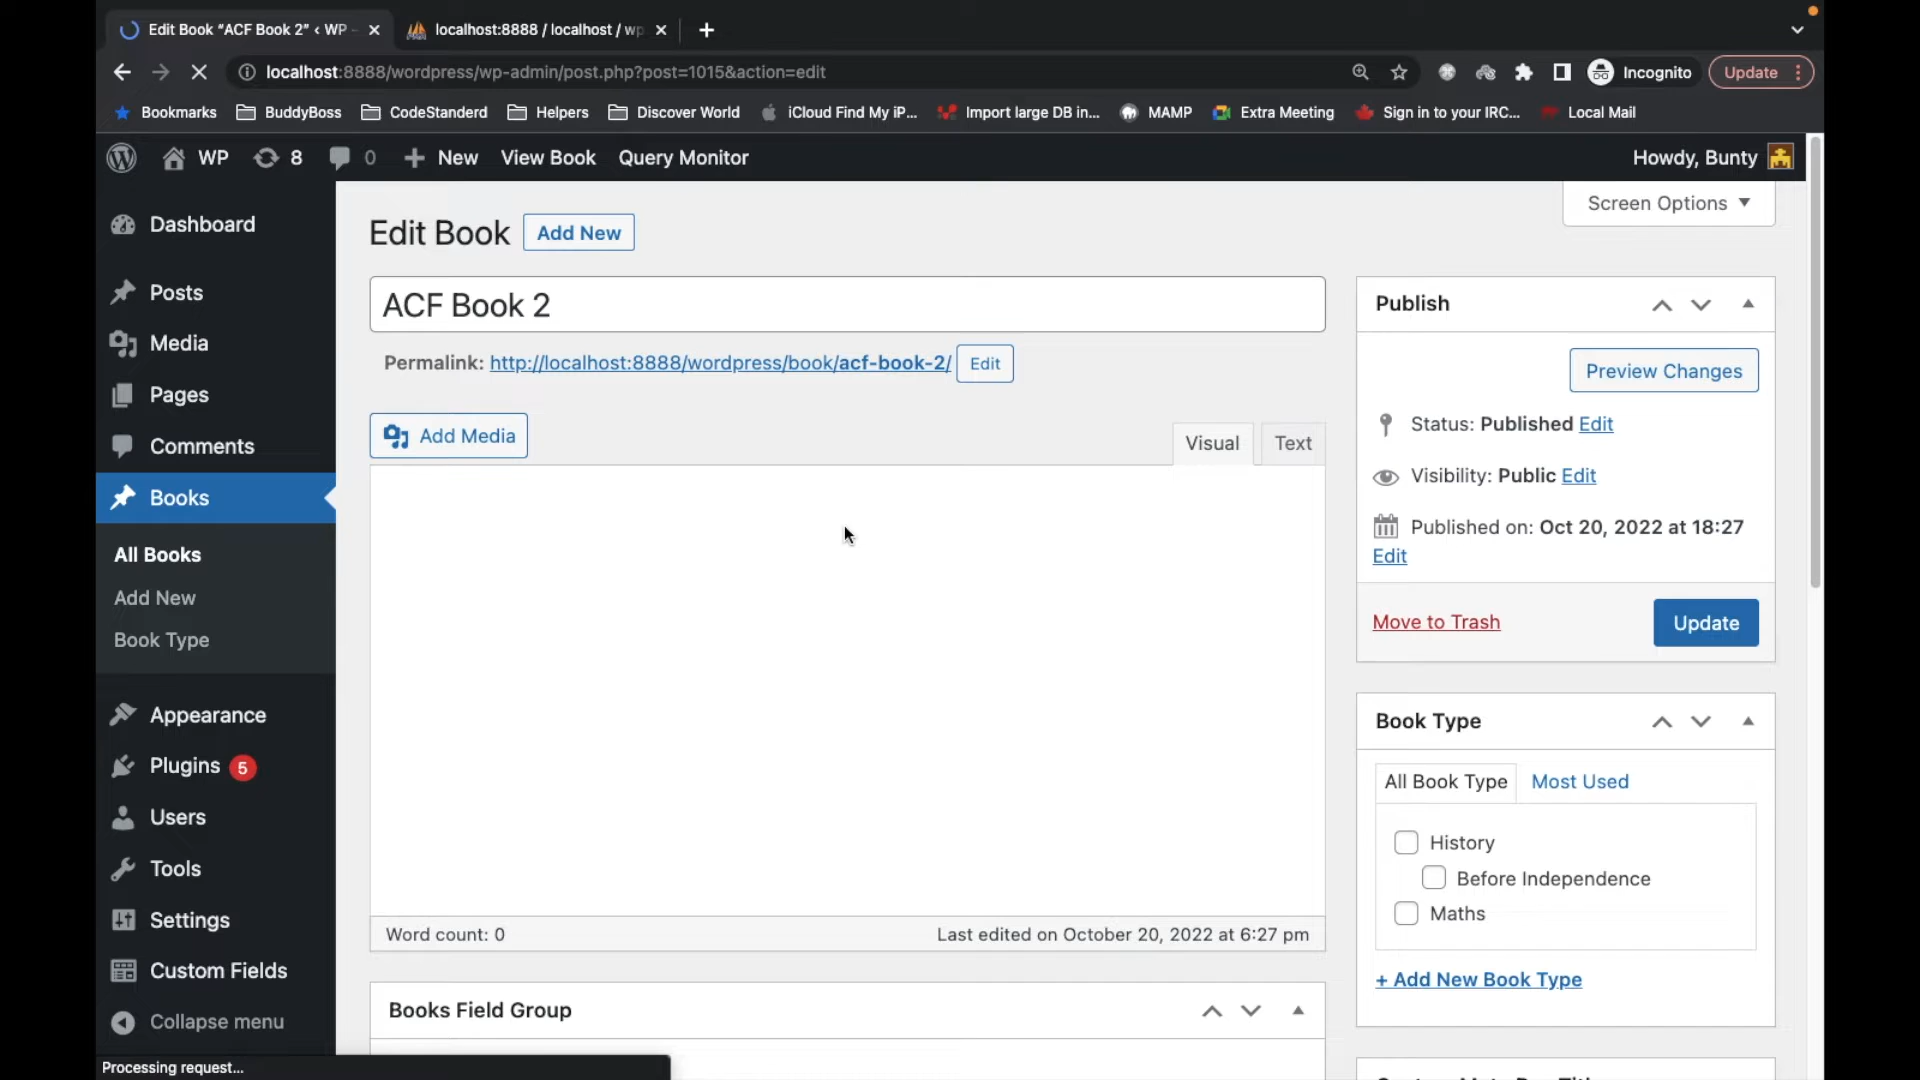 Edit Book “ACF Book 2” ‹ WP
localhost:8888 / localhost / wp
localhost:8888/wordpress/wp-admin/post.php?post=1015&action=edit
Incognito
Update
Bookmarks
BuddyBoss
CodeStanderd
Helpers
Discover World
iCloud Find My iP...
Import large DB in...
MAMP
Extra Meeting
Sign in to your IRC...
Local Mail
WP
8
0
New
View Book
Query Monitor
Howdy, Bunty
Screen Options
Dashboard
Posts
Media
Pages
Comments
Books
All Books
Add New
Book Type
Appearance
Plugins 5
Users
Tools
Settings
Custom Fields
Collapse menu
Edit Book
Add New
ACF Book 2
Permalink: http://localhost:8888/wordpress/book/acf-book-2/ Edit
Add Media
Visual
Text
Word count: 0
Last edited on October 20, 2022 at 6:27 pm
Books Field Group
Publish
Preview Changes
Status: Published Edit
Visibility: Public Edit
Published on: Oct 20, 2022 at 18:27
Edit
Move to Trash
Update
Book Type
All Book Type
Most Used
History
Before Independence
Maths
+ Add New Book Type
Processing request...